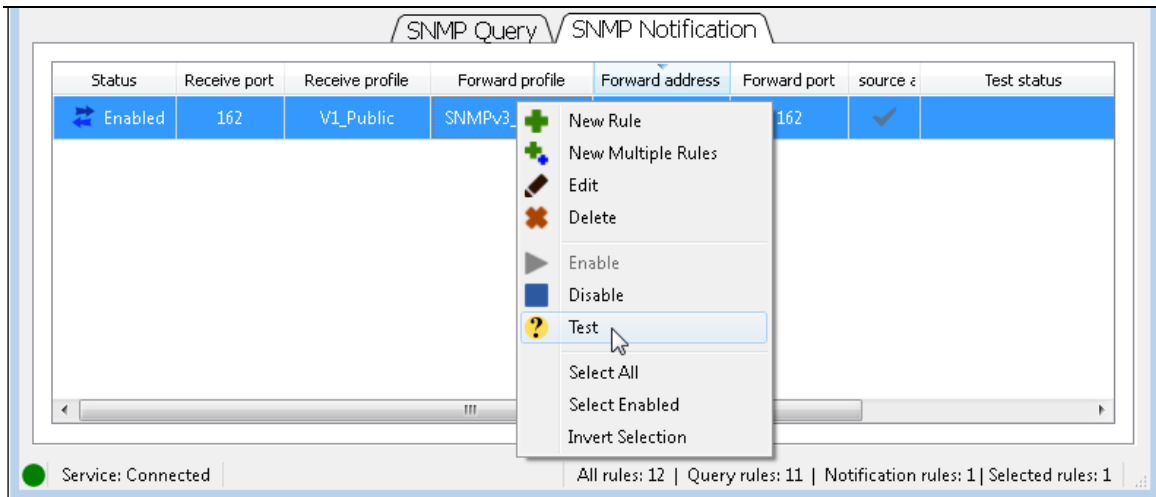 SNMP Query SNMP Notification
Status Receive port Receive profile Forward profile Forward address Forward port source a Test status
Enabled 162 V1_Public SNMPv3_ 162
New Rule
New Multiple Rules
Edit
Delete
Enable
Disable
? Test
Select All
Select Enabled
Invert Selection
Service: Connected All rules: 12 | Query rules: 11 | Notification rules: 1 | Selected rules: 1